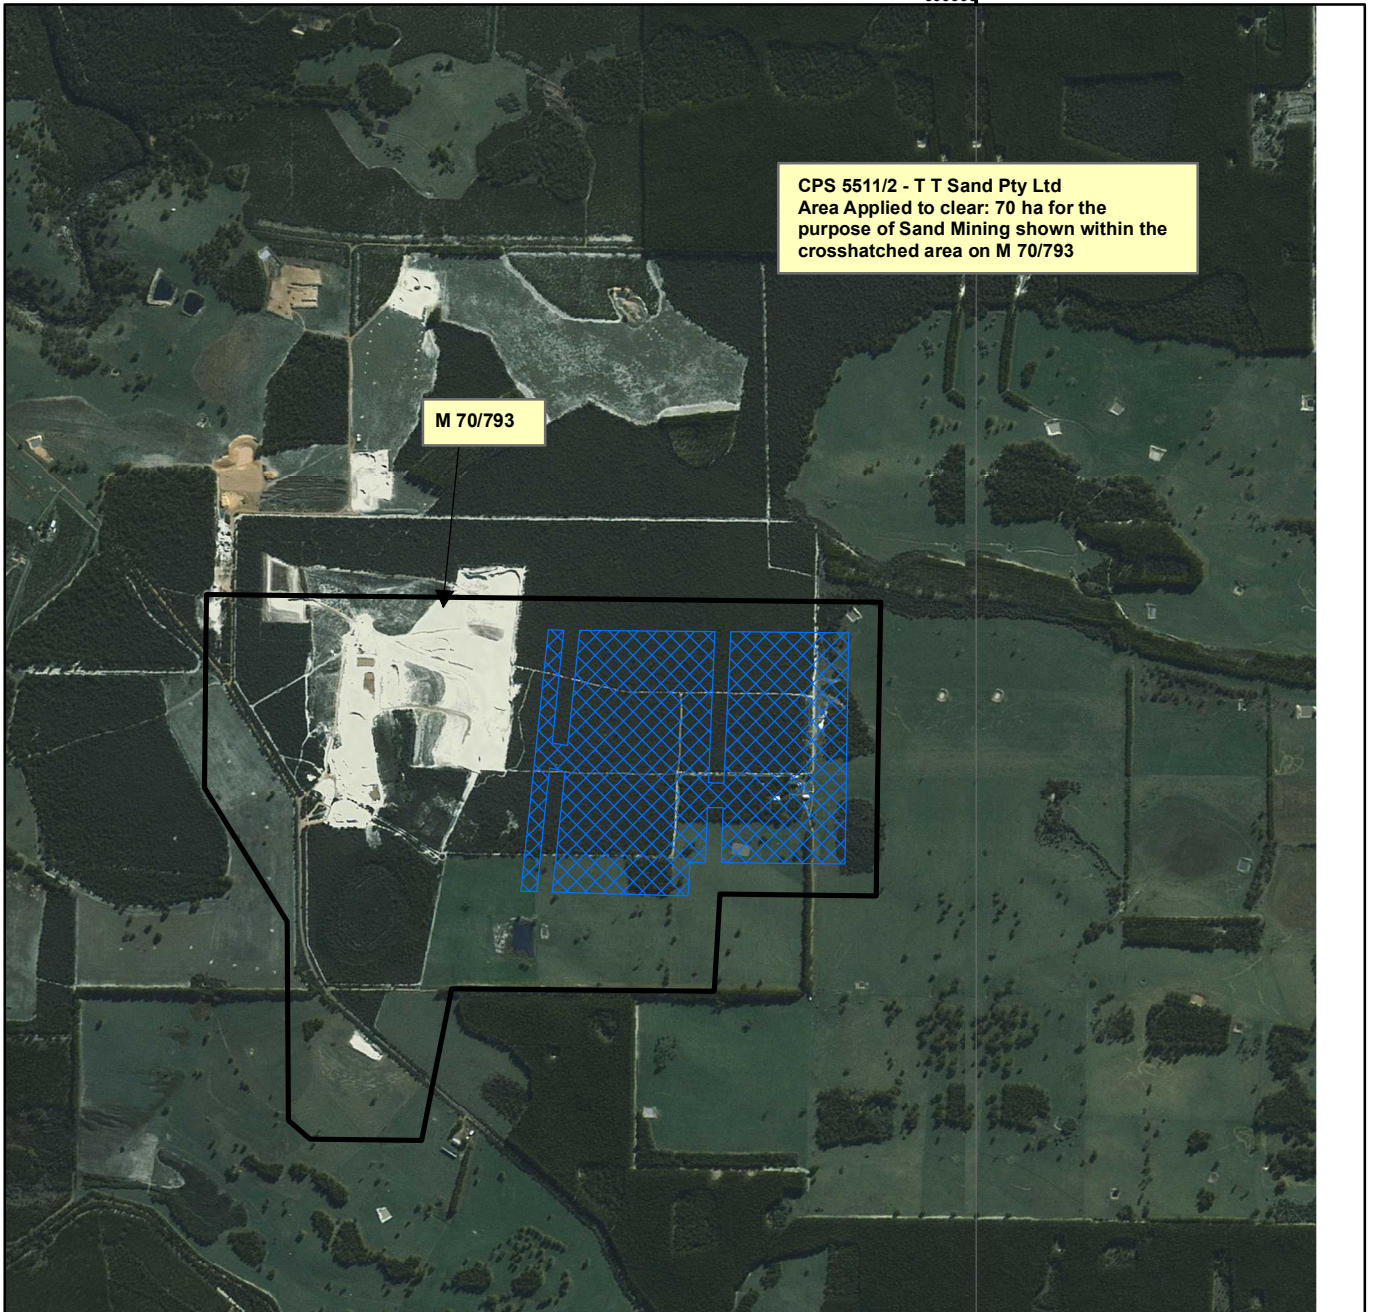 CPS 5511/2 - T T Sand Pty Ltd
Area Applied to clear: 70 ha for the
purpose of Sand Mining shown within the
crosshatched area on M 70/793
M 70/793